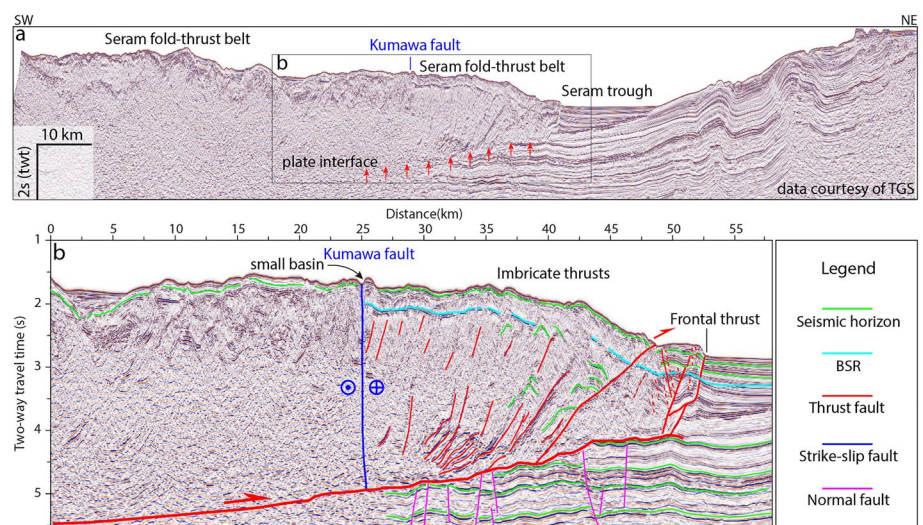 SW
NE
a
Seram fold-thrust belt
Kumawa fault
b
Seram fold-thrust belt
Seram trough
10 km
2s (twt)
plate interface
data courtesy of TGS
Distance(km)
0 5 10 15 20 25 30 35 40 45 50 55
b
Kumawa fault
small basin
Imbricate thrusts
Frontal thrust
Two-way travel time (s)
1
2
3
4
5
Legend
Seismic horizon
BSR
Thrust fault
Strike-slip fault
Normal fault